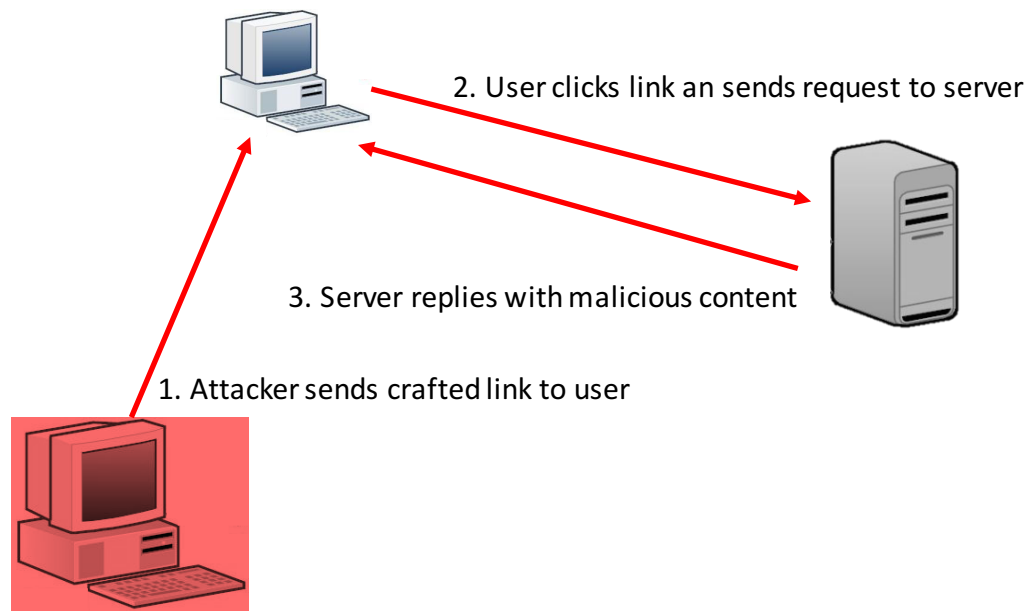 2. User clicks link an sends request to server
3. Server replies with malicious content
1. Attacker sends crafted link to user